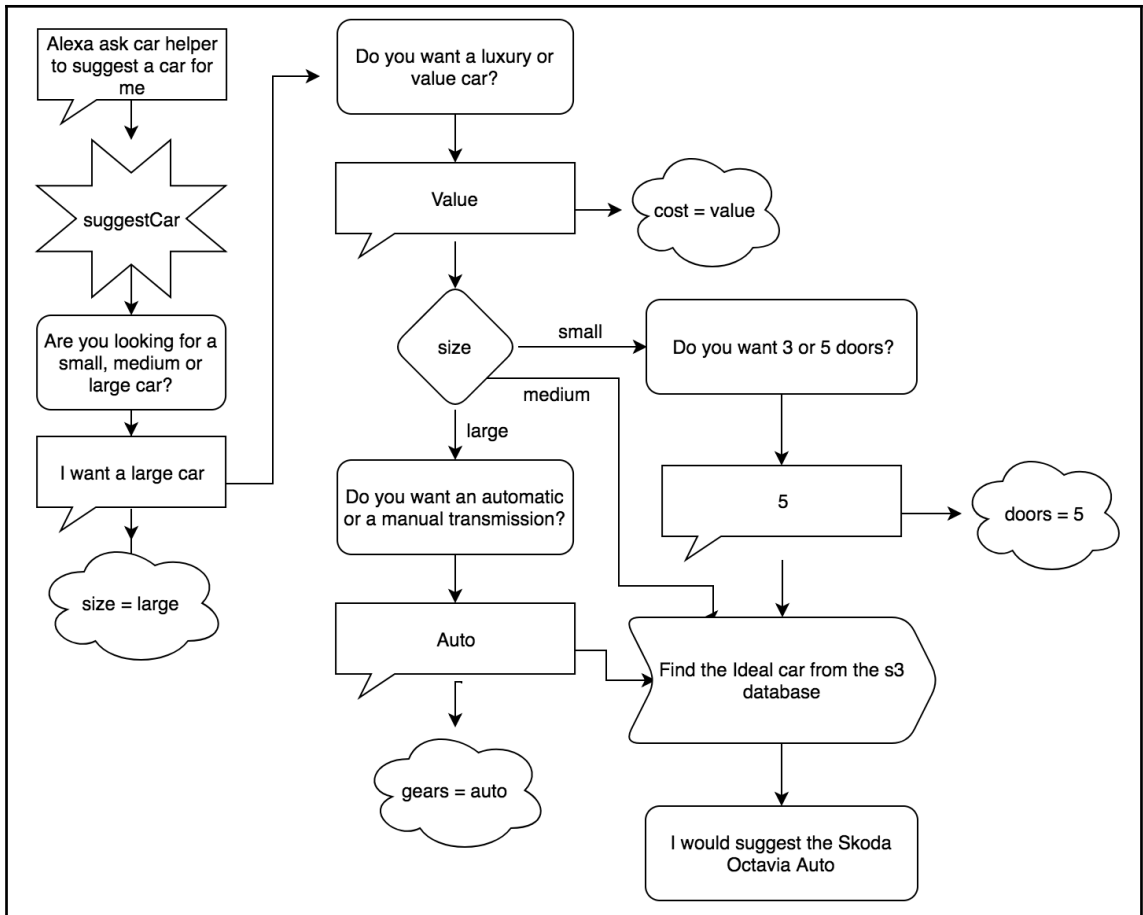 Alexa ask car helper
to suggest a car for
me
suggestCar
Are you looking for a
small, medium or
large car?
I want a large car
size = large
Do you want a luxury or
value car?
Value
cost = value
size
small
medium
large
Do you want 3 or 5 doors?
5
doors = 5
Do you want an automatic
or a manual transmission?
Auto
gears = auto
Find the Ideal car from the s3
database
I would suggest the Skoda
Octavia Auto